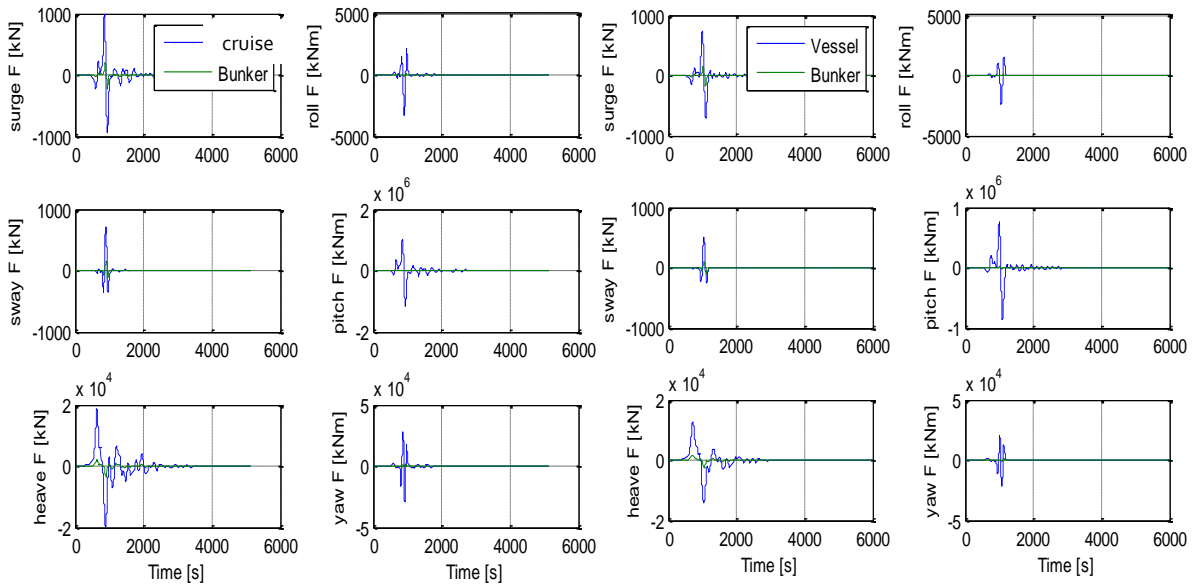 surge F [kN]
1000
0
-1000
0 2000 4000 6000
cruise
Bunker
roll F [kNm]
5000
0
-5000
0 2000 4000 6000
surge F [kN]
1000
0
-1000
0 2000 4000 6000
Vessel
Bunker
roll F [kNm]
5000
0
-5000
0 2000 4000 6000
sway F [kN]
1000
0
-1000
0 2000 4000 6000
x 10^6
pitch F [kNm]
2
0
-2
0 2000 4000 6000
sway F [kN]
1000
0
-1000
0 2000 4000 6000
x 10^6
pitch F [kNm]
1
0
-1
0 2000 4000 6000
x 10^4
heave F [kN]
2
0
-2
0 2000 4000 6000
Time [s]
x 10^4
yaw F [kNm]
5
0
-5
0 2000 4000 6000
Time [s]
x 10^4
heave F [kN]
2
0
-2
0 2000 4000 6000
Time [s]
x 10^4
yaw F [kNm]
5
0
-5
0 2000 4000 6000
Time [s]